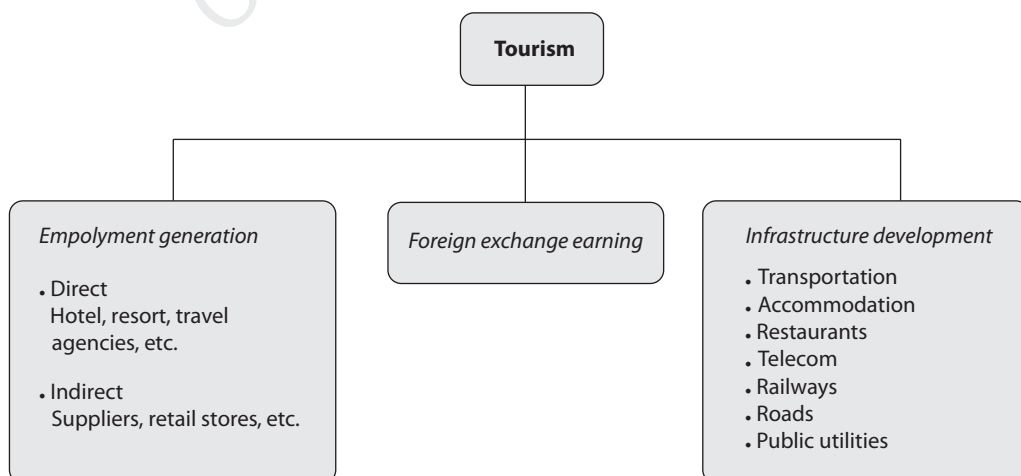 Tourism
Empolyment generation
• Direct
Hotel, resort, travel
agencies, etc.
• Indirect
Suppliers, retail stores, etc.
Foreign exchange earning
Infrastructure development
• Transportation
• Accommodation
• Restaurants
• Telecom
• Railways
• Roads
• Public utilities